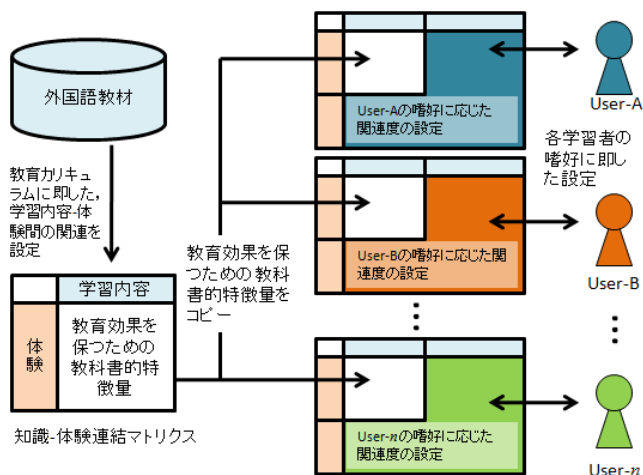 外国語教材
教育カリキュ
ラムに即した,
学習内容-体
験間の関連を
設定
学習内容
体
験
教育効果を
保つための
教科書的特
徴量
知識-体験連結マトリクス
教育効果を保
つための教科
書的特徴量を
コピー
User-Aの嗜好に応じた
関連度の設定
User-A
各学習者の
嗜好に即し
た設定
User-Bの嗜好に応じた関
連度の設定
User-B
User-nの嗜好に応じた
関連度の設定
User-n